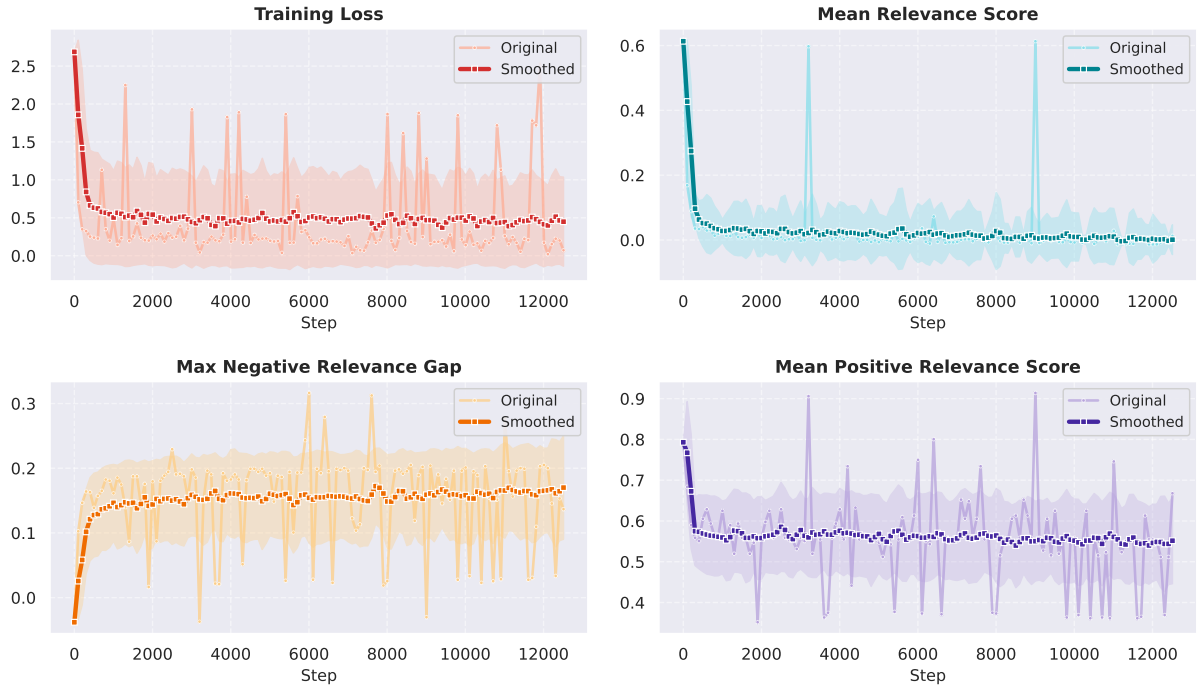 Training Loss
Original
Smoothed
2.5
2.0
1.5
1.0
0.5
0.0
0 2000 4000 6000 8000 10000 12000
Step
Mean Relevance Score
Original
Smoothed
0.6
0.4
0.2
0.0
0 2000 4000 6000 8000 10000 12000
Step
Max Negative Relevance Gap
Original
Smoothed
0.3
0.2
0.1
0.0
0 2000 4000 6000 8000 10000 12000
Step
Mean Positive Relevance Score
Original
Smoothed
0.9
0.8
0.7
0.6
0.5
0.4
0 2000 4000 6000 8000 10000 12000
Step